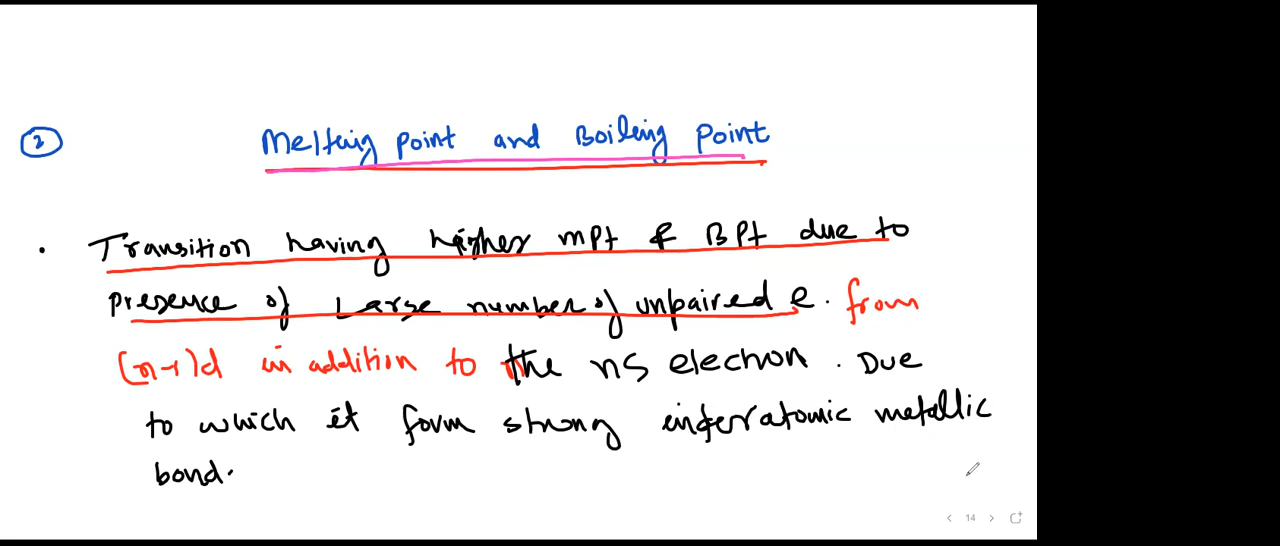 2 Melting point and Boiling point
. Transition having higher mPt & BPt due to
presence of Large number of unpaired e. from
(n-1)d in addition to the ns electron. Due
to which it form strong interatomic metallic
bond.
< 14 >